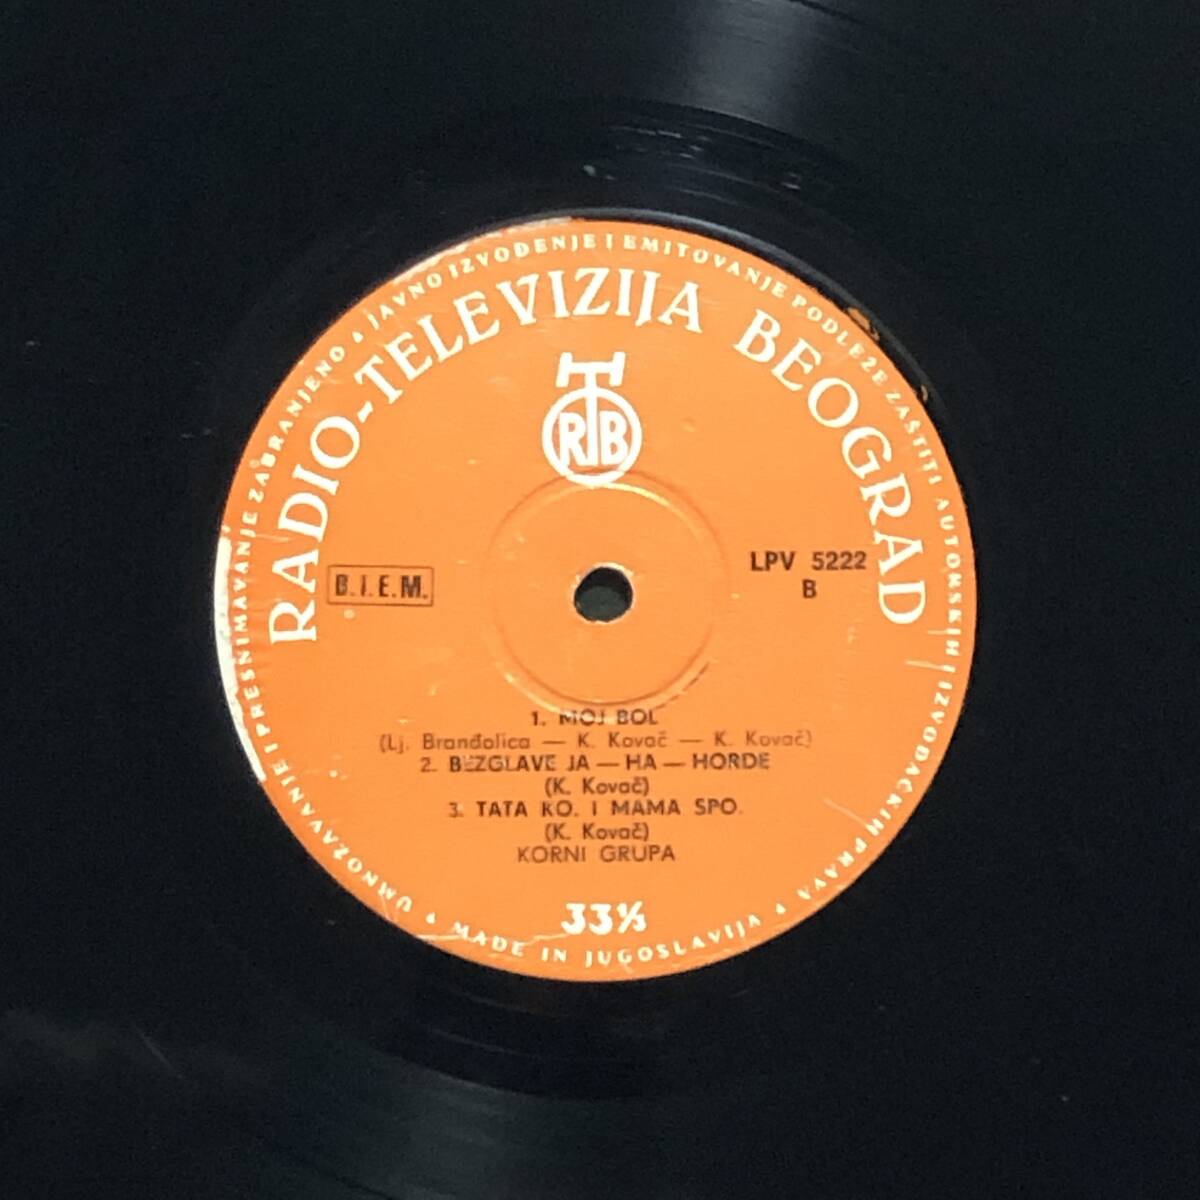 UMNOŽAVANJE I PRESNIMAVANJE ZABRANJENO • JAVNO IZVOĐENJE I EMITOVANJE PODLEŽE ZAŠTITI AUTORSKIH I IZVOĐAČKIH PRAVA •
RADIO-TELEVIZIJA BEOGRAD
RTB
B.I.E.M.
LPV 5222
B
1. MOJ BOL
(Lj. Branđolica — K. Kovač — K. Kovač)
2. BEZGLAVE JA — HA — HORDE
(K. Kovač)
3. TATA KO. I MAMA SPO.
(K. Kovač)
KORNI GRUPA
33⅓
• MADE IN JUGOSLAVIJA •